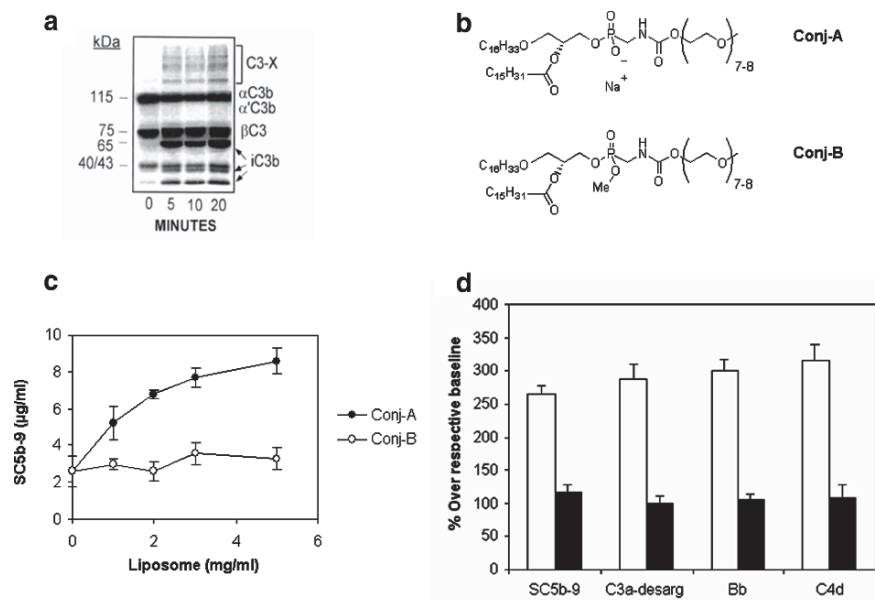 a
kDa
C3-X
115
αC3b
α'C3b
75
βC3
65
iC3b
40/43
0 5 10 20
MINUTES
b
C16H33O
O
O
P
O
O
−
Na+
N
H
O
O
O
7-8
C15H31
O
O
Conj-A
C16H33O
O
O
P
O
O
Me
N
H
O
O
O
7-8
C15H31
O
O
Conj-B
c
SC5b-9 (µg/ml)
10
8
6
4
2
0
0 2 4 6
Liposome (mg/ml)
Conj-A
Conj-B
d
% Over respective baseline
400
350
300
250
200
150
100
50
0
SC5b-9 C3a-desarg Bb C4d